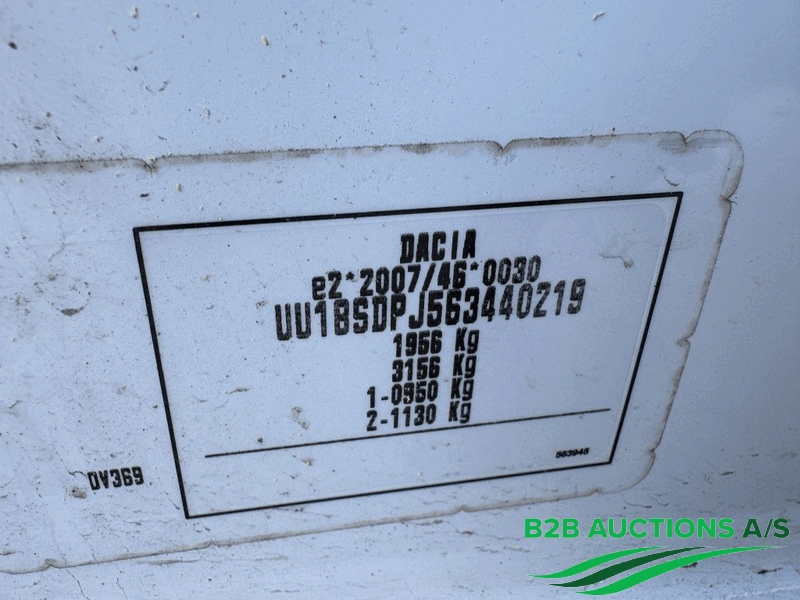 DACIA
e2*2007/46*0030
UU1BSDPJ563440219
1956 Kg
3156 Kg
1-0950 Kg
2-1130 Kg
563945
DV369
B2B AUCTIONS A/S